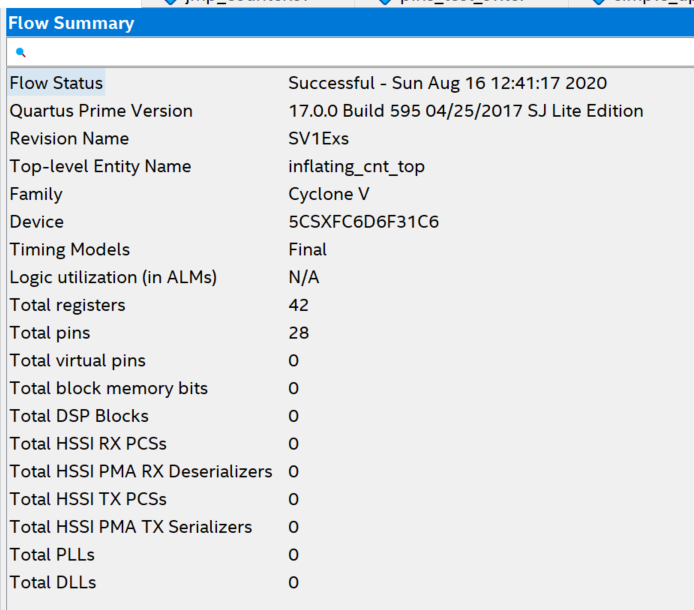 Flow Summary
Flow Status Successful - Sun Aug 16 12:41:17 2020
Quartus Prime Version 17.0.0 Build 595 04/25/2017 SJ Lite Edition
Revision Name SV1Exs
Top-level Entity Name inflating_cnt_top
Family Cyclone V
Device 5CSXFC6D6F31C6
Timing Models Final
Logic utilization (in ALMs) N/A
Total registers 42
Total pins 28
Total virtual pins 0
Total block memory bits 0
Total DSP Blocks 0
Total HSSI RX PCSs 0
Total HSSI PMA RX Deserializers 0
Total HSSI TX PCSs 0
Total HSSI PMA TX Serializers 0
Total PLLs 0
Total DLLs 0